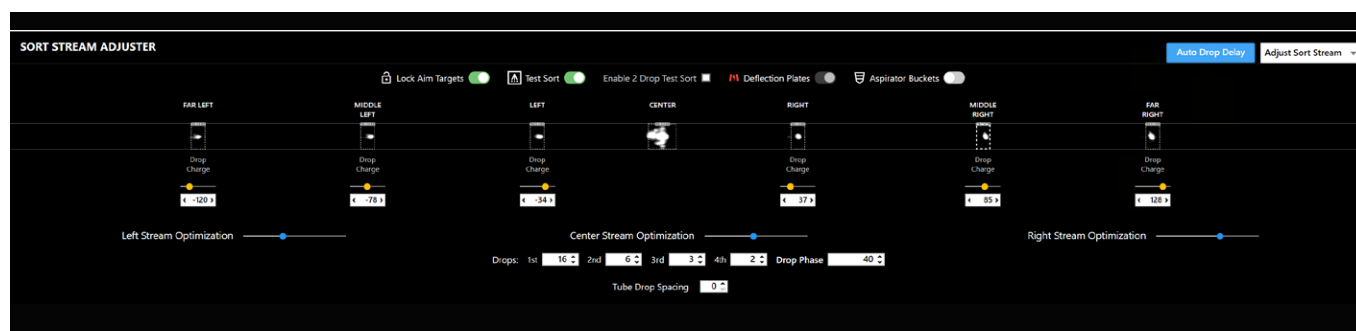 SORT STREAM ADJUSTER
Auto Drop Delay
Adjust Sort Stream
Lock Aim Targets
Test Sort
Enable 2 Drop Test Sort
Deflection Plates
Aspirator Buckets
FAR LEFT
MIDDLE LEFT
LEFT
CENTER
RIGHT
MIDDLE RIGHT
FAR RIGHT
Drop Charge
Drop Charge
Drop Charge
Drop Charge
Drop Charge
Drop Charge
-120
-78
-34
37
85
128
Left Stream Optimization
Center Stream Optimization
Right Stream Optimization
Drops: 1st 16 2nd 6 3rd 3 4th 2 Drop Phase 40
Tube Drop Spacing 0